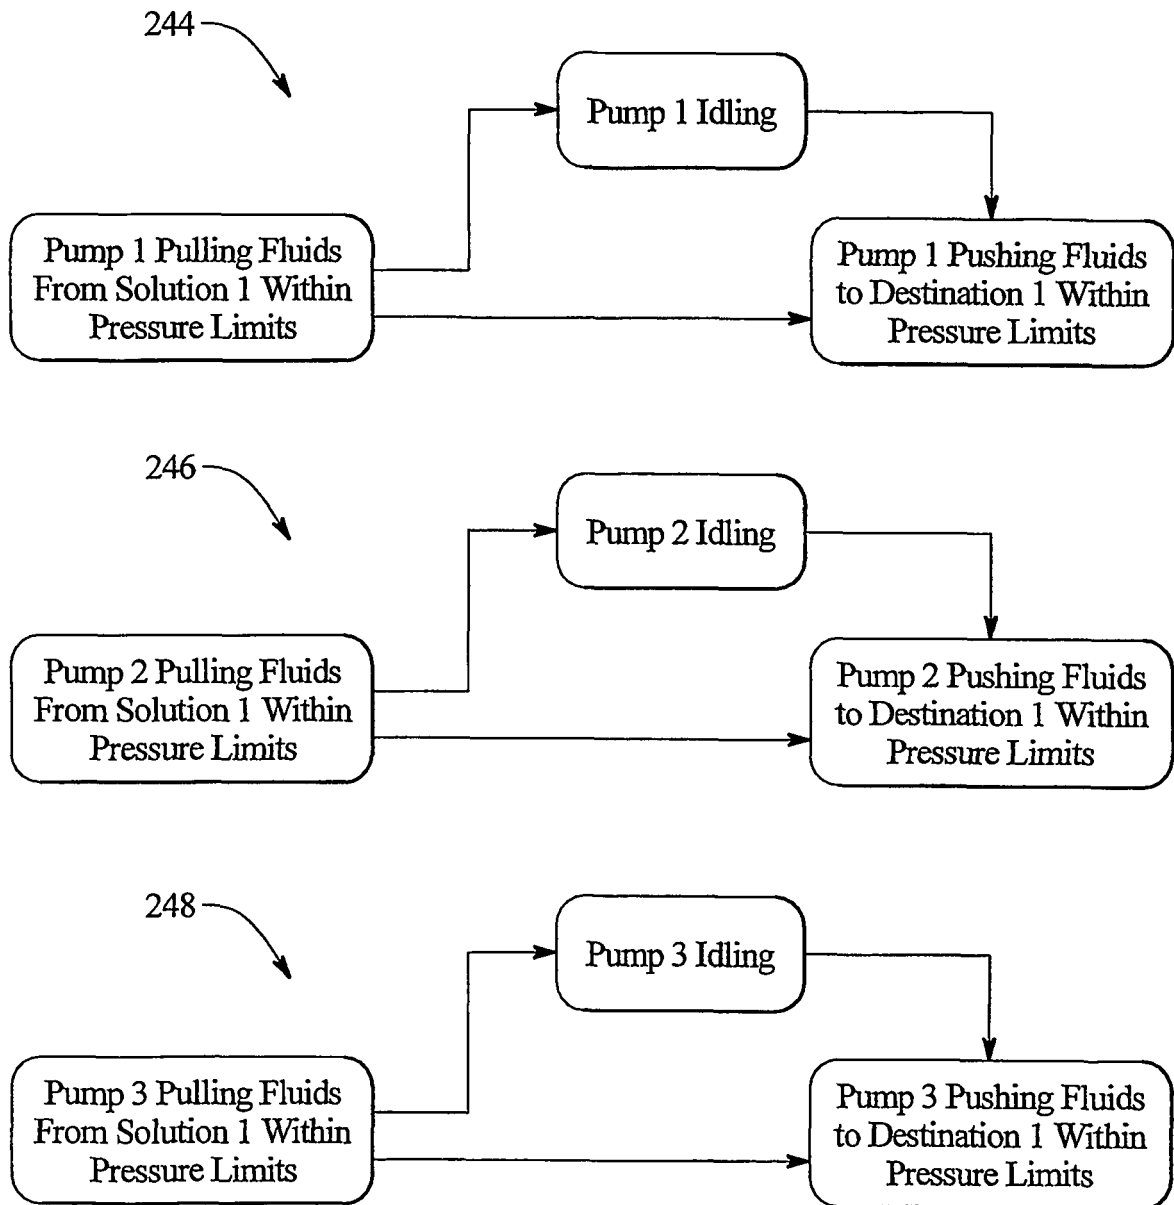 244
Pump 1 Idling
Pump 1 Pulling Fluids
From Solution 1 Within
Pressure Limits
Pump 1 Pushing Fluids
to Destination 1 Within
Pressure Limits
246
Pump 2 Idling
Pump 2 Pulling Fluids
From Solution 1 Within
Pressure Limits
Pump 2 Pushing Fluids
to Destination 1 Within
Pressure Limits
248
Pump 3 Idling
Pump 3 Pulling Fluids
From Solution 1 Within
Pressure Limits
Pump 3 Pushing Fluids
to Destination 1 Within
Pressure Limits